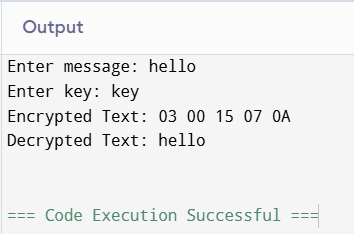 Output
Enter message: hello
Enter key: key
Encrypted Text: 03 00 15 07 0A
Decrypted Text: hello
=== Code Execution Successful ===